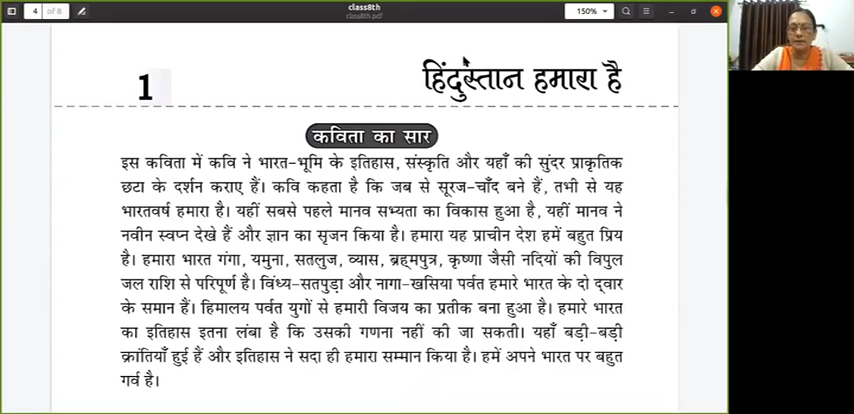 4 of 8
class8th
class8th.pdf
150%
1
हिंदुस्तान हमारा है
कविता का सार
इस कविता में कवि ने भारत-भूमि के इतिहास, संस्कृति और यहाँ की सुंदर प्राकृतिक
छटा के दर्शन कराए हैं। कवि कहता है कि जब से सूरज-चाँद बने हैं, तभी से यह
भारतवर्ष हमारा है। यहीं सबसे पहले मानव सभ्यता का विकास हुआ है, यहीं मानव ने
नवीन स्वप्न देखे हैं और ज्ञान का सृजन किया है। हमारा यह प्राचीन देश हमें बहुत प्रिय
है। हमारा भारत गंगा, यमुना, सतलुज, व्यास, ब्रह्मपुत्र, कृष्णा जैसी नदियों की विपुल
जल राशि से परिपूर्ण है। विंध्य-सतपुड़ा और नागा-खसिया पर्वत हमारे भारत के दो द्वार
के समान हैं। हिमालय पर्वत युगों से हमारी विजय का प्रतीक बना हुआ है। हमारे भारत
का इतिहास इतना लंबा है कि उसकी गणना नहीं की जा सकती। यहाँ बड़ी-बड़ी
क्रांतियाँ हुई हैं और इतिहास ने सदा ही हमारा सम्मान किया है। हमें अपने भारत पर बहुत
गर्व है।